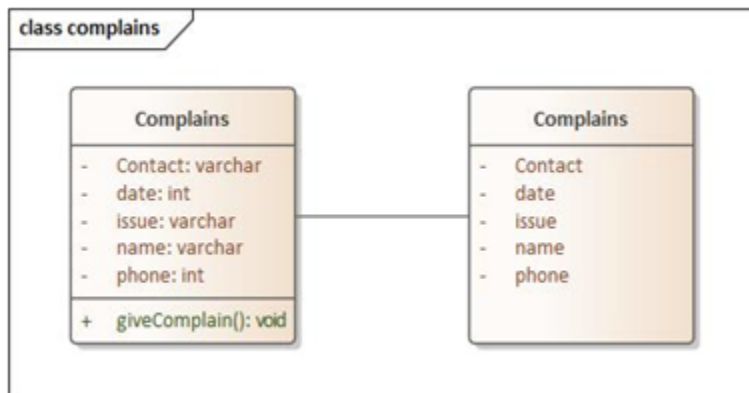 class complains
Complains
- Contact: varchar
- date: int
- issue: varchar
- name: varchar
- phone: int
+ giveComplain(): void
Complains
- Contact
- date
- issue
- name
- phone